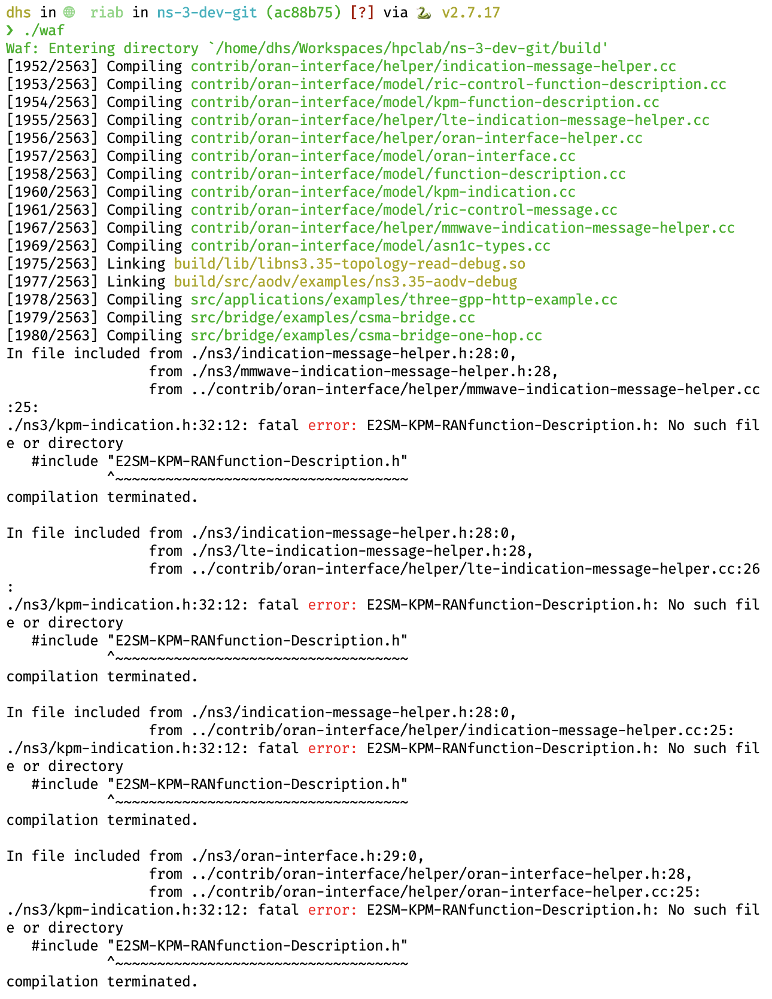 dhs in 🌐 riab in ns-3-dev-git (ac88b75) [?] via 🐍 v2.7.17
❯ ./waf
Waf: Entering directory `/home/dhs/Workspaces/hpclab/ns-3-dev-git/build'
[1952/2563] Compiling contrib/oran-interface/helper/indication-message-helper.cc
[1953/2563] Compiling contrib/oran-interface/model/ric-control-function-description.cc
[1954/2563] Compiling contrib/oran-interface/model/kpm-function-description.cc
[1955/2563] Compiling contrib/oran-interface/helper/lte-indication-message-helper.cc
[1956/2563] Compiling contrib/oran-interface/helper/oran-interface-helper.cc
[1957/2563] Compiling contrib/oran-interface/model/oran-interface.cc
[1958/2563] Compiling contrib/oran-interface/model/function-description.cc
[1960/2563] Compiling contrib/oran-interface/model/kpm-indication.cc
[1961/2563] Compiling contrib/oran-interface/model/ric-control-message.cc
[1967/2563] Compiling contrib/oran-interface/helper/mmwave-indication-message-helper.cc
[1969/2563] Compiling contrib/oran-interface/model/asn1c-types.cc
[1975/2563] Linking build/lib/libns3.35-topology-read-debug.so
[1977/2563] Linking build/src/aodv/examples/ns3.35-aodv-debug
[1978/2563] Compiling src/applications/examples/three-gpp-http-example.cc
[1979/2563] Compiling src/bridge/examples/csma-bridge.cc
[1980/2563] Compiling src/bridge/examples/csma-bridge-one-hop.cc
In file included from ./ns3/indication-message-helper.h:28:0,
                 from ./ns3/mmwave-indication-message-helper.h:28,
                 from ../contrib/oran-interface/helper/mmwave-indication-message-helper.cc
:25:
./ns3/kpm-indication.h:32:12: fatal error: E2SM-KPM-RANfunction-Description.h: No such fil
e or directory
   #include "E2SM-KPM-RANfunction-Description.h"
            ^~~~~~~~~~~~~~~~~~~~~~~~~~~~~~~~~~~~
compilation terminated.

In file included from ./ns3/indication-message-helper.h:28:0,
                 from ./ns3/lte-indication-message-helper.h:28,
                 from ../contrib/oran-interface/helper/lte-indication-message-helper.cc:26
:
./ns3/kpm-indication.h:32:12: fatal error: E2SM-KPM-RANfunction-Description.h: No such fil
e or directory
   #include "E2SM-KPM-RANfunction-Description.h"
            ^~~~~~~~~~~~~~~~~~~~~~~~~~~~~~~~~~~~
compilation terminated.

In file included from ./ns3/indication-message-helper.h:28:0,
                 from ../contrib/oran-interface/helper/indication-message-helper.cc:25:
./ns3/kpm-indication.h:32:12: fatal error: E2SM-KPM-RANfunction-Description.h: No such fil
e or directory
   #include "E2SM-KPM-RANfunction-Description.h"
            ^~~~~~~~~~~~~~~~~~~~~~~~~~~~~~~~~~~~
compilation terminated.

In file included from ./ns3/oran-interface.h:29:0,
                 from ../contrib/oran-interface/helper/oran-interface-helper.h:28,
                 from ../contrib/oran-interface/helper/oran-interface-helper.cc:25:
./ns3/kpm-indication.h:32:12: fatal error: E2SM-KPM-RANfunction-Description.h: No such fil
e or directory
   #include "E2SM-KPM-RANfunction-Description.h"
            ^~~~~~~~~~~~~~~~~~~~~~~~~~~~~~~~~~~~
compilation terminated.